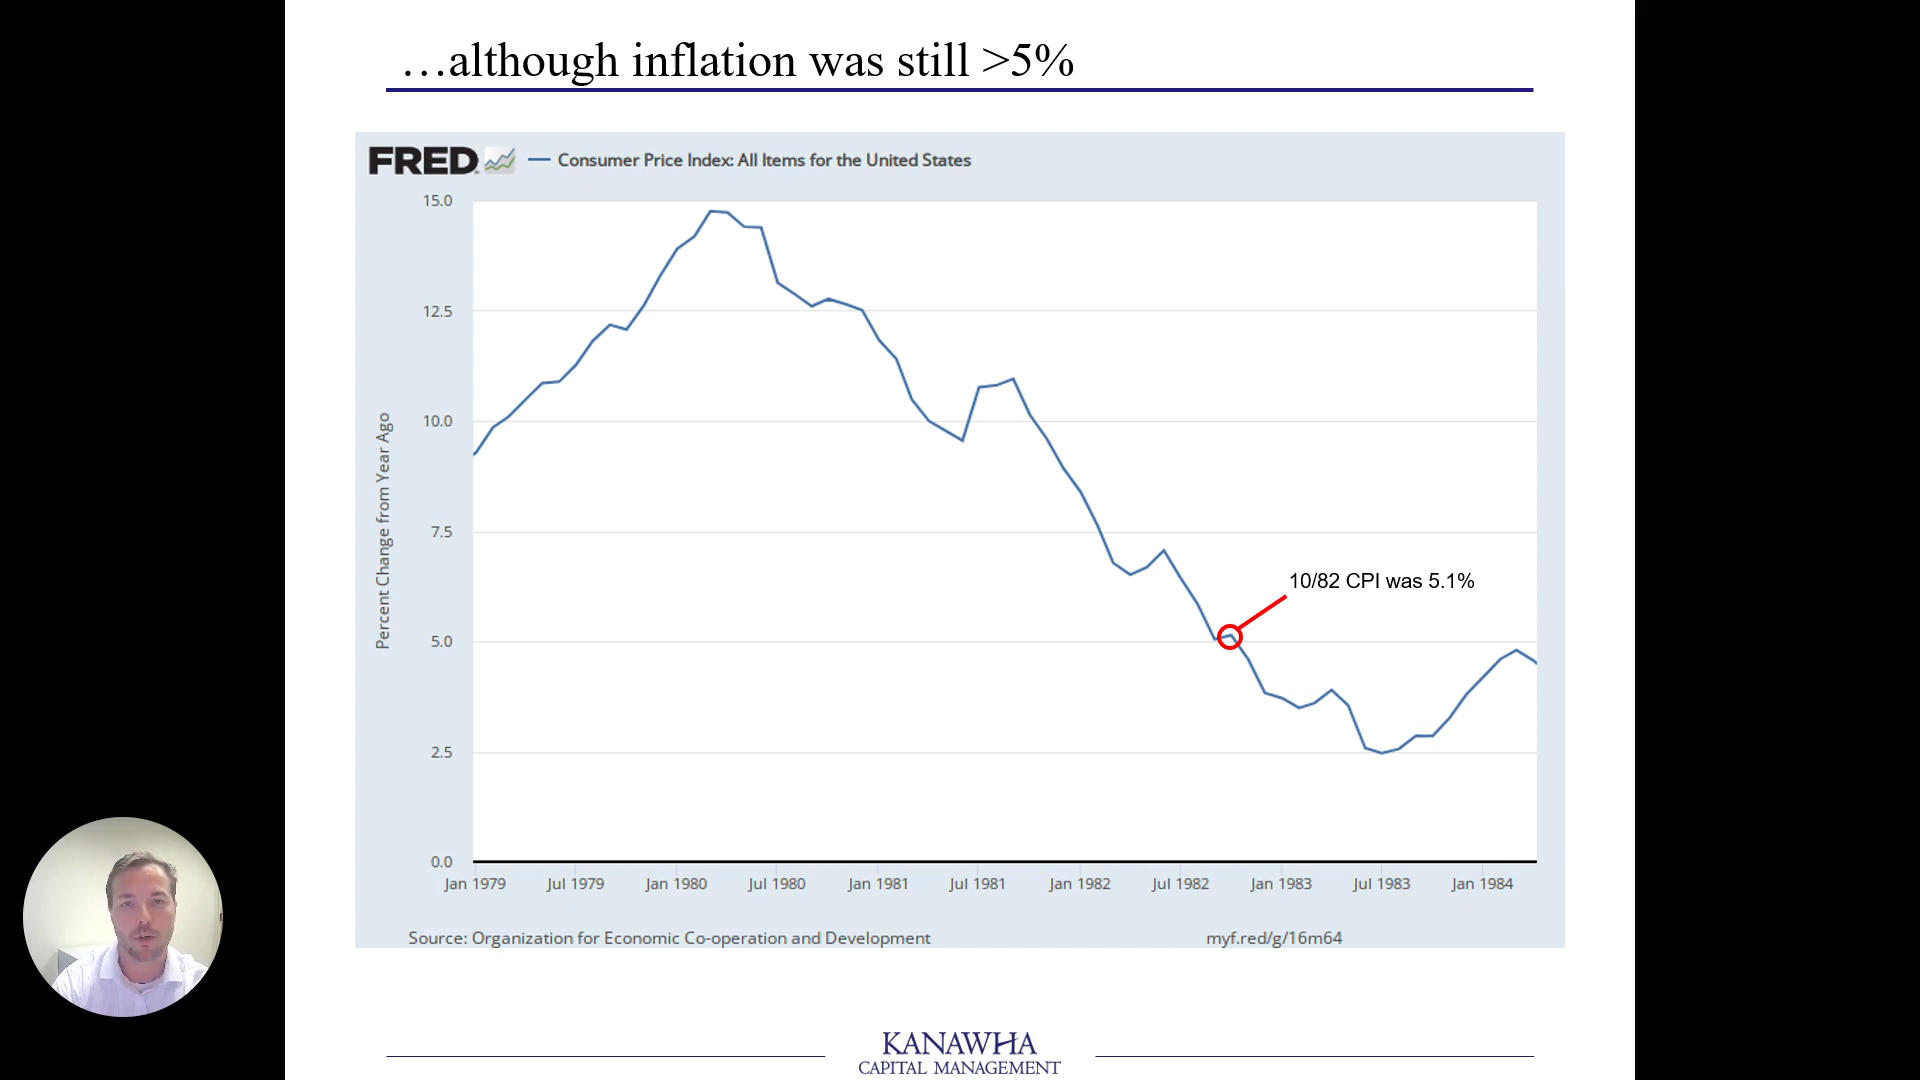 …although inflation was still >5%
FRED
Consumer Price Index: All Items for the United States
Percent Change from Year Ago
15.0
12.5
10.0
7.5
5.0
2.5
0.0
10/82 CPI was 5.1%
Jan 1979 Jul 1979 Jan 1980 Jul 1980 Jan 1981 Jul 1981 Jan 1982 Jul 1982 Jan 1983 Jul 1983 Jan 1984
Source: Organization for Economic Co-operation and Development myf.red/g/16m64
KANAWHA
CAPITAL MANAGEMENT